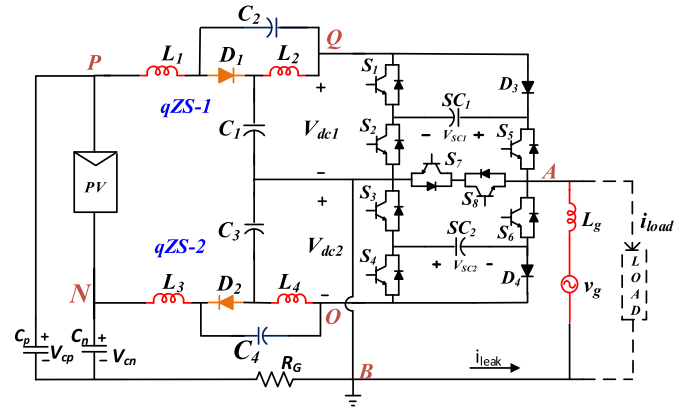 C2
Q
P
L1
D1
L2
S1
D3
qZS-1
+
SC1
C1
Vdc1
S2
- VSC1 +
S5
S7
A
PV
-
+
S3
S8
S6
Lg
iload
C3
SC2
qZS-2
Vdc2
+ VSC2 -
S4
D4
vg
LOAD
N
L3
D2
L4
-
O
Cp
+
Vcp
-
Cn
+
Vcn
-
C4
RG
B
ileak